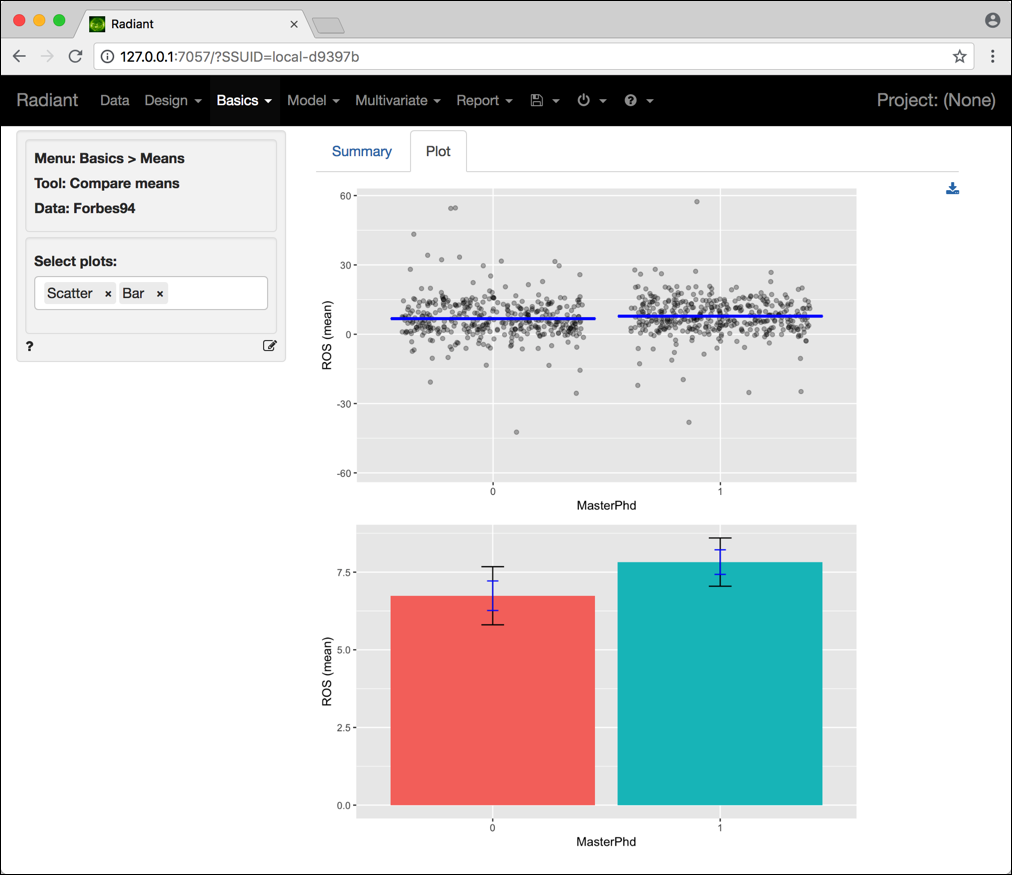 Radiant
127.0.0.1:7057/?SSUID=local-d9397b
Radiant Data Design Basics Model Multivariate Report Project: (None)
Menu: Basics > Means
Tool: Compare means
Data: Forbes94
Select plots:
Scatter × Bar ×
?
Summary Plot
60
30
0
-30
-60
ROS (mean)
0 1
MasterPhd
7.5
5.0
2.5
0.0
ROS (mean)
0 1
MasterPhd